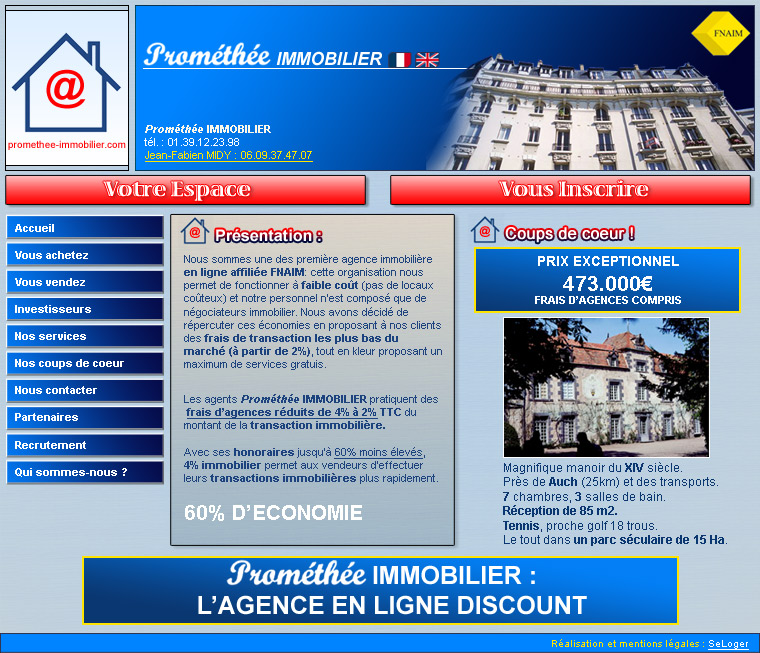 @
promethee-immobilier.com
Prométhée IMMOBILIER
FNAIM
Prométhée IMMOBILIER
tél. : 01.39.12.23.98
Jean-Fabien MIDY : 06.09.37.47.07
Votre Espace
Vous Inscrire
Accueil
Vous achetez
Vous vendez
Investisseurs
Nos services
Nos coups de coeur
Nous contacter
Partenaires
Recrutement
Qui sommes-nous ?
@ Présentation :
Nous sommes une des première agence immobilière
en ligne affiliée FNAIM: cette organisation nous
permet de fonctionner à faible coût (pas de locaux
coûteux) et notre personnel n'est composé que de
négociateurs immobilier. Nous avons décidé de
répercuter ces économies en proposant à nos clients
des frais de transaction les plus bas du
marché (à partir de 2%), tout en kleur proposant un
maximum de services gratuis.
Les agents Prométhée IMMOBILIER pratiquent des
frais d'agences réduits de 4% à 2% TTC du
montant de la transaction immobilière.
Avec ses honoraires jusqu'à 60% moins élevés,
4% immobilier permet aux vendeurs d'effectuer
leurs transactions immobilières plus rapidement.
60% D'ECONOMIE
@ Coups de coeur !
PRIX EXCEPTIONNEL
473.000€
FRAIS D'AGENCES COMPRIS
Magnifique manoir du XIV siècle.
Près de Auch (25km) et des transports.
7 chambres, 3 salles de bain.
Réception de 85 m2.
Tennis, proche golf 18 trous.
Le tout dans un parc séculaire de 15 Ha.
Prométhée IMMOBILIER :
L'AGENCE EN LIGNE DISCOUNT
Réalisation et mentions légales : SeLoger